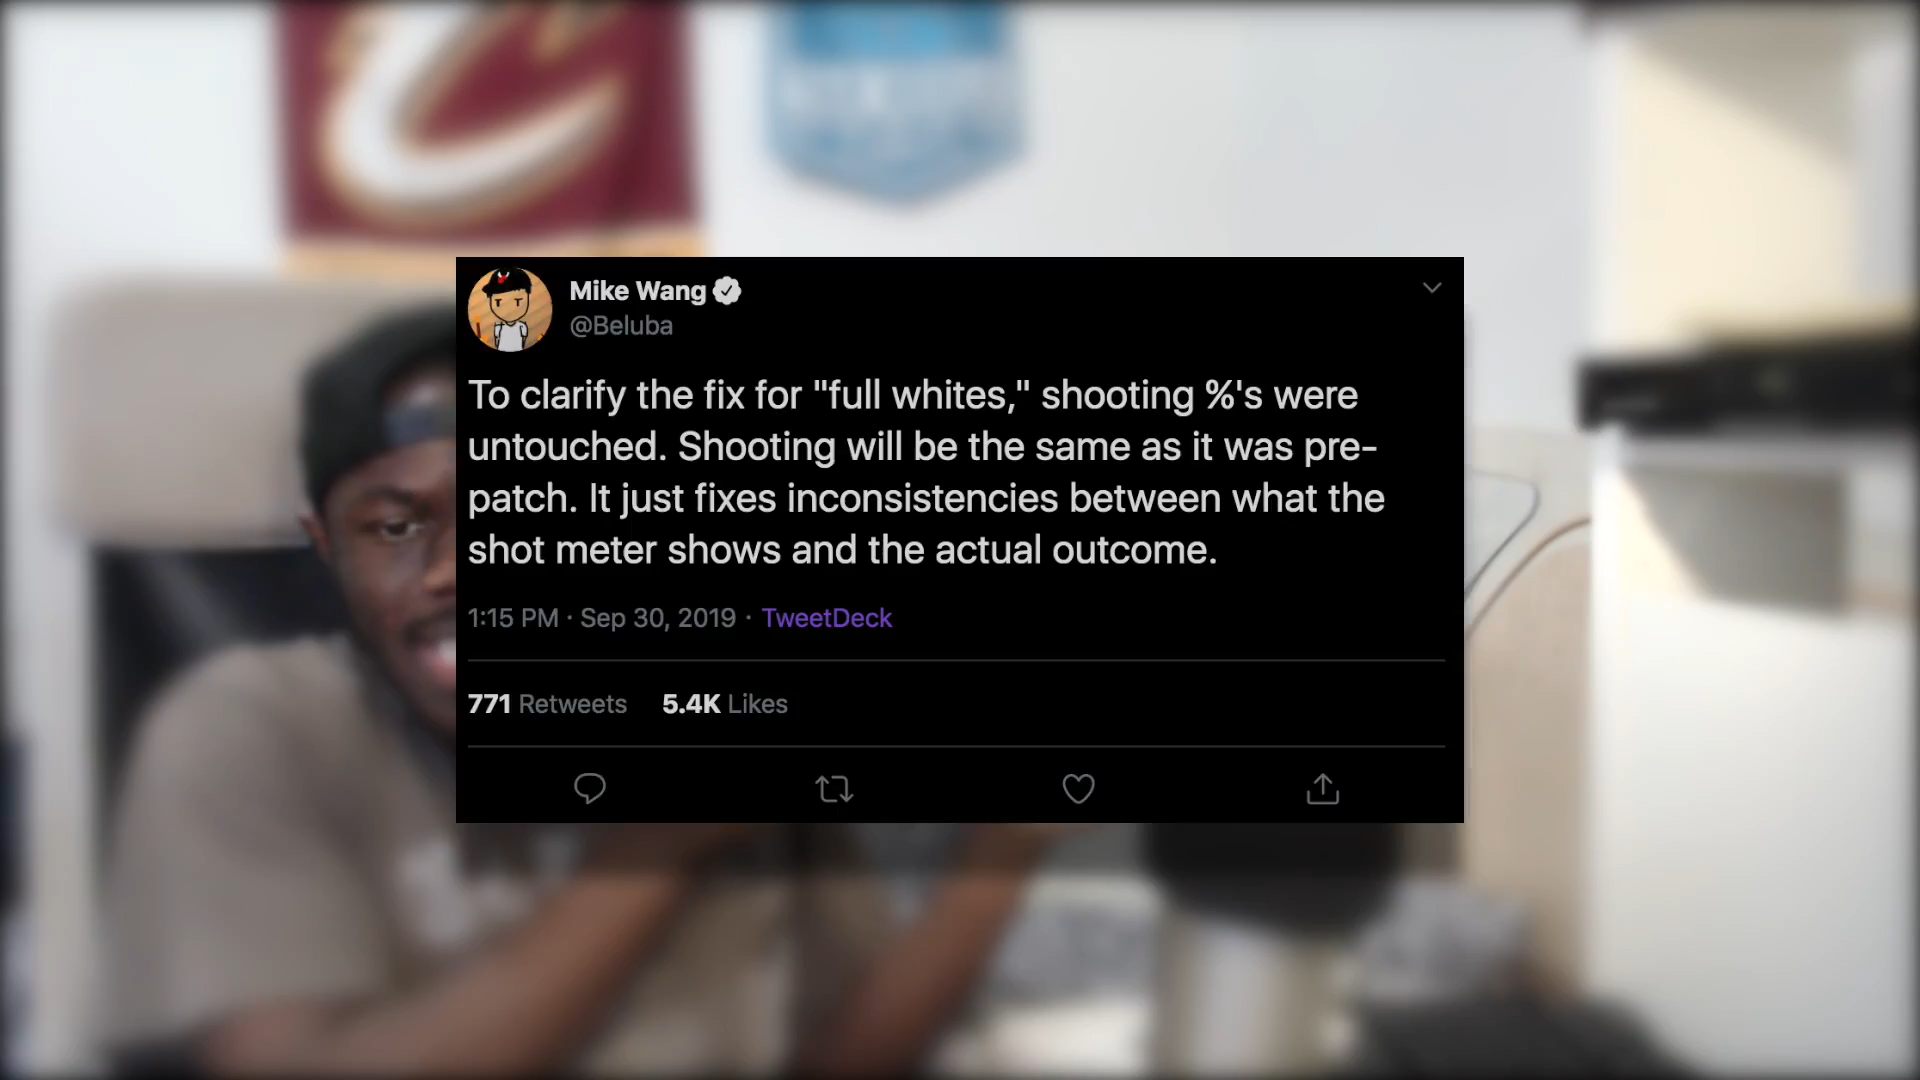 Mike Wang
@Beluba
To clarify the fix for "full whites," shooting %'s were
untouched. Shooting will be the same as it was pre-
patch. It just fixes inconsistencies between what the
shot meter shows and the actual outcome.
1:15 PM · Sep 30, 2019 · TweetDeck
771 Retweets 5.4K Likes